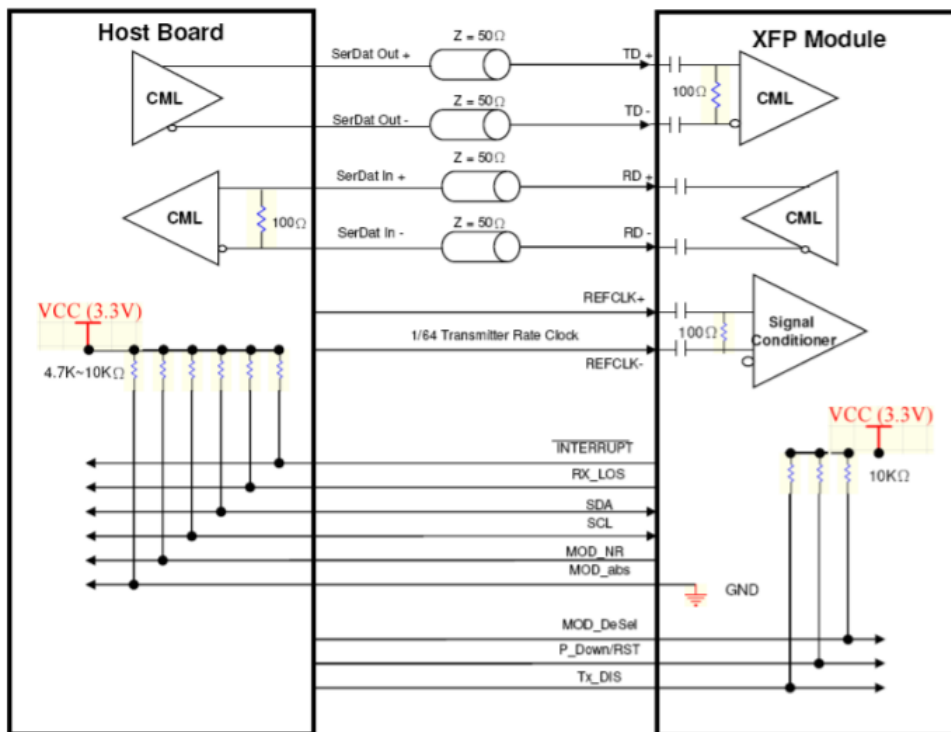 Host Board
XFP Module
SerDat Out +
Z = 50Ω
TD +
CML
100Ω
CML
SerDat Out -
Z = 50Ω
TD -
SerDat In +
Z = 50Ω
RD +
CML
100Ω
CML
SerDat In -
Z = 50Ω
RD -
REFCLK+
VCC (3.3V)
1/64 Transmitter Rate Clock
100Ω
Signal
Conditioner
REFCLK-
4.7K~10KΩ
VCC (3.3V)
10KΩ
INTERRUPT
RX_LOS
SDA
SCL
MOD_NR
MOD_abs
GND
MOD_DeSel
P_Down/RST
Tx_DIS